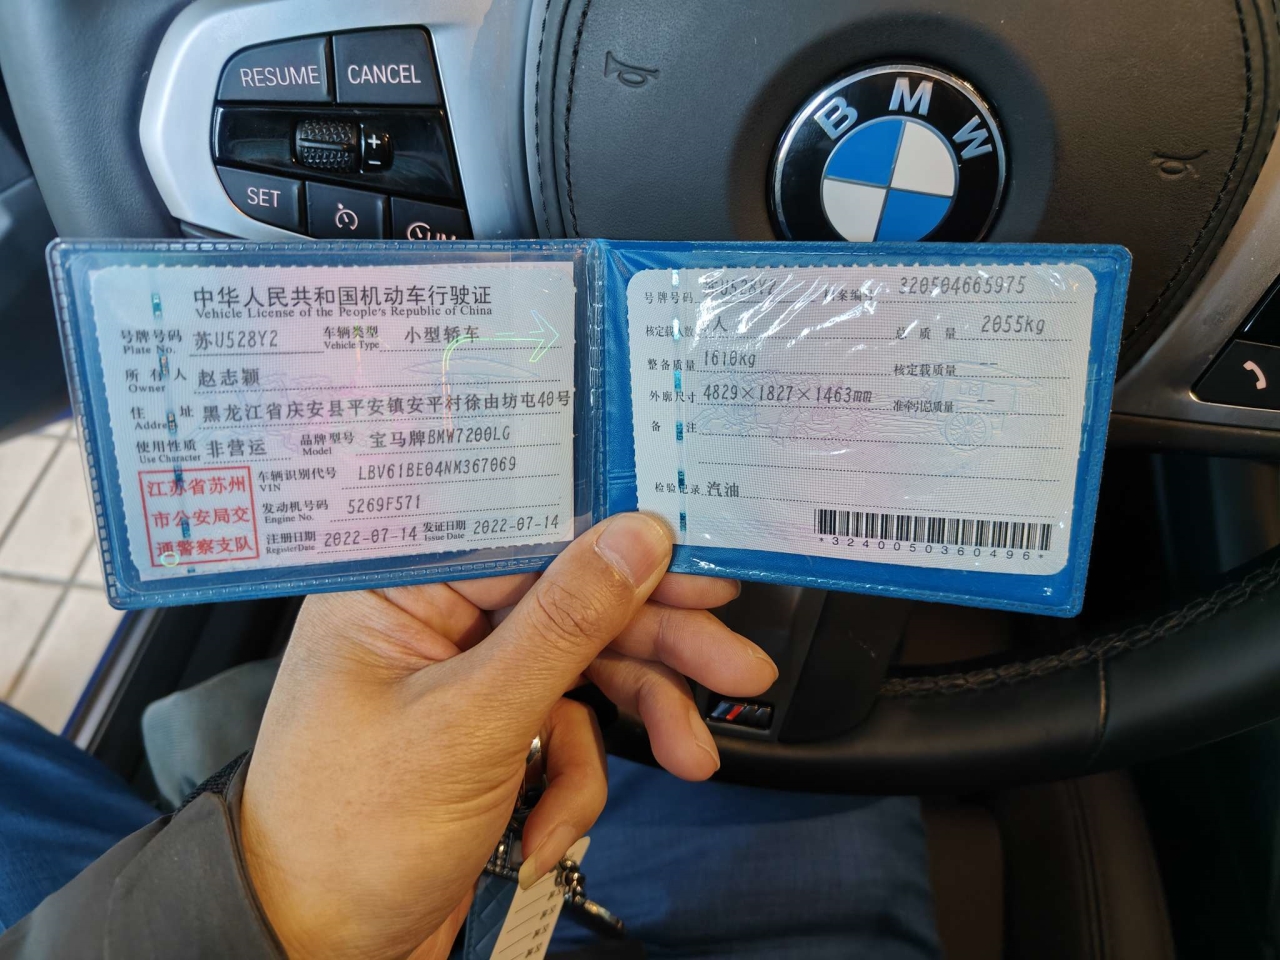 RESUME CANCEL
SET
BMW
中华人民共和国机动车行驶证
Vehicle License of the People's Republic of China
号牌号码 苏U528Y2 车辆类型 小型轿车
Plate No. Vehicle Type
所有人 赵志颖
Owner
住址 黑龙江省庆安县平安镇安平村徐由坊屯40号
Address
使用性质 非营运 品牌型号 宝马牌BMW7200LG
Use Character Model
江苏省苏州
市公安局交
通警察支队
车辆识别代号 LBV61BE04NM367069
VIN
发动机号码 5269F571
Engine No.
注册日期 2022-07-14 发证日期 2022-07-14
Register Date Issue Date
号牌号码 苏U528Y2 档案编号 320504665975
核定载人数 人 总质量 2055kg
整备质量 1610kg 核定载质量 --
外廓尺寸 4829×1827×1463mm 准牵引总质量 --
备注
检验记录 汽油
*3240050360496*